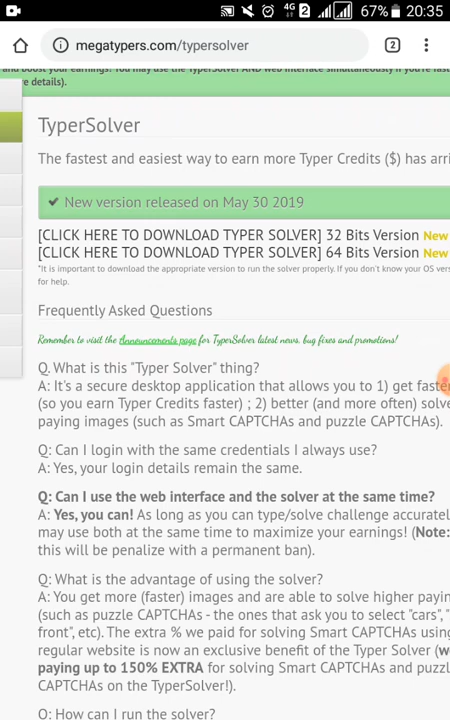 4G 2 67% 20:35
megatypers.com/typersolver 2
and boost your earnings! You may use the TyperSolver AND web interface simultaneously if you're fas
e details).
TyperSolver
The fastest and easiest way to earn more Typer Credits ($) has arri
✔ New version released on May 30 2019
[CLICK HERE TO DOWNLOAD TYPER SOLVER] 32 Bits Version New
[CLICK HERE TO DOWNLOAD TYPER SOLVER] 64 Bits Version New
*It is important to download the appropriate version to run the solver properly. If you don't know your OS vers
for help.
Frequently Asked Questions
Remember to visit the Announcements page for TyperSolver latest news, bug fixes and promotions!
Q. What is this "Typer Solver" thing?
A: It's a secure desktop application that allows you to 1) get faste
(so you earn Typer Credits faster) ; 2) better (and more often) solve
paying images (such as Smart CAPTCHAs and puzzle CAPTCHAs).
Q: Can I login with the same credentials I always use?
A: Yes, your login details remain the same.
Q: Can I use the web interface and the solver at the same time?
A: Yes, you can! As long as you can type/solve challenge accuratel
may use both at the same time to maximize your earnings! (Note:
this will be penalize with a permanent ban).
Q: What is the advantage of using the solver?
A: You get more (faster) images and are able to solve higher payin
(such as puzzle CAPTCHAs - the ones that ask you to select "cars", "
front", etc). The extra % we paid for solving Smart CAPTCHAs using
regular website is now an exclusive benefit of the Typer Solver (w
paying up to 150% EXTRA for solving Smart CAPTCHAs and puzzl
CAPTCHAs on the TyperSolver!).
Q: How can I run the solver?